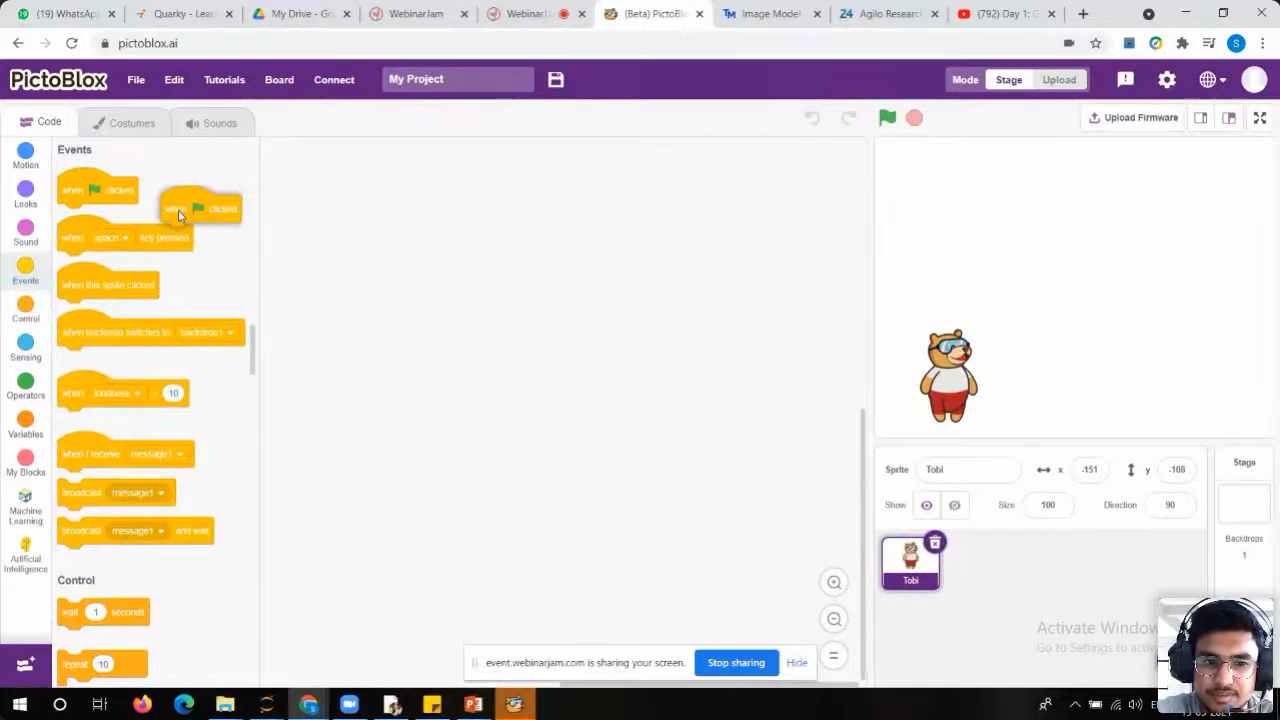 WhatsApp
Quarky - Lear
My Drive - Go
WebinarJam
Webinar
(Beta) PictoBlo
Image Model
Agilo Resear
(792) Day 1: G
pictoblox.ai
PictoBlox
File
Edit
Tutorials
Board
Connect
My Project
Mode
Stage
Upload
Code
Costumes
Sounds
Upload Firmware
Motion
Looks
Sound
Events
Control
Sensing
Operators
Variables
My Blocks
Machine
Learning
Artificial
Intelligence
Events
when clicked
when clicked
when space key pressed
when this sprite clicked
when backdrop switches to backdrop1
when loudness > 10
when I receive message1
broadcast message1
broadcast message1 and wait
Control
wait 1 seconds
repeat 10
Sprite
Tobi
x
-151
y
-108
Show
Size
100
Direction
90
Tobi
Stage
Backdrops
1
Activate Window
Go to Settings to activ
event.webinarjam.com is sharing your screen.
Stop sharing
Hide